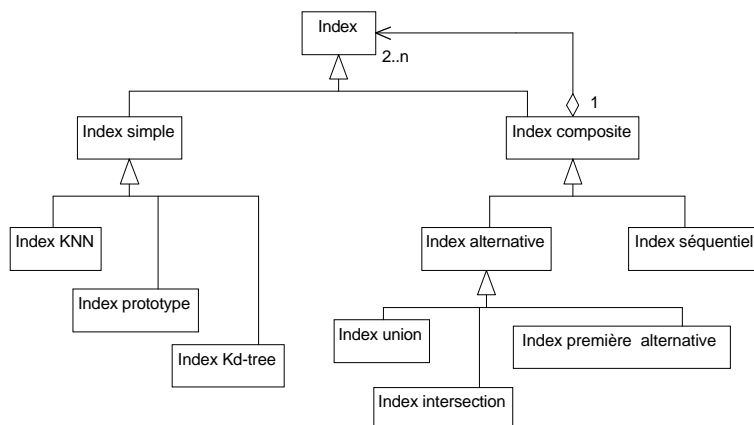 Index
2..n
1
Index simple
Index composite
Index KNN
Index alternative
Index séquentiel
Index prototype
Index union
Index première alternative
Index Kd-tree
Index intersection